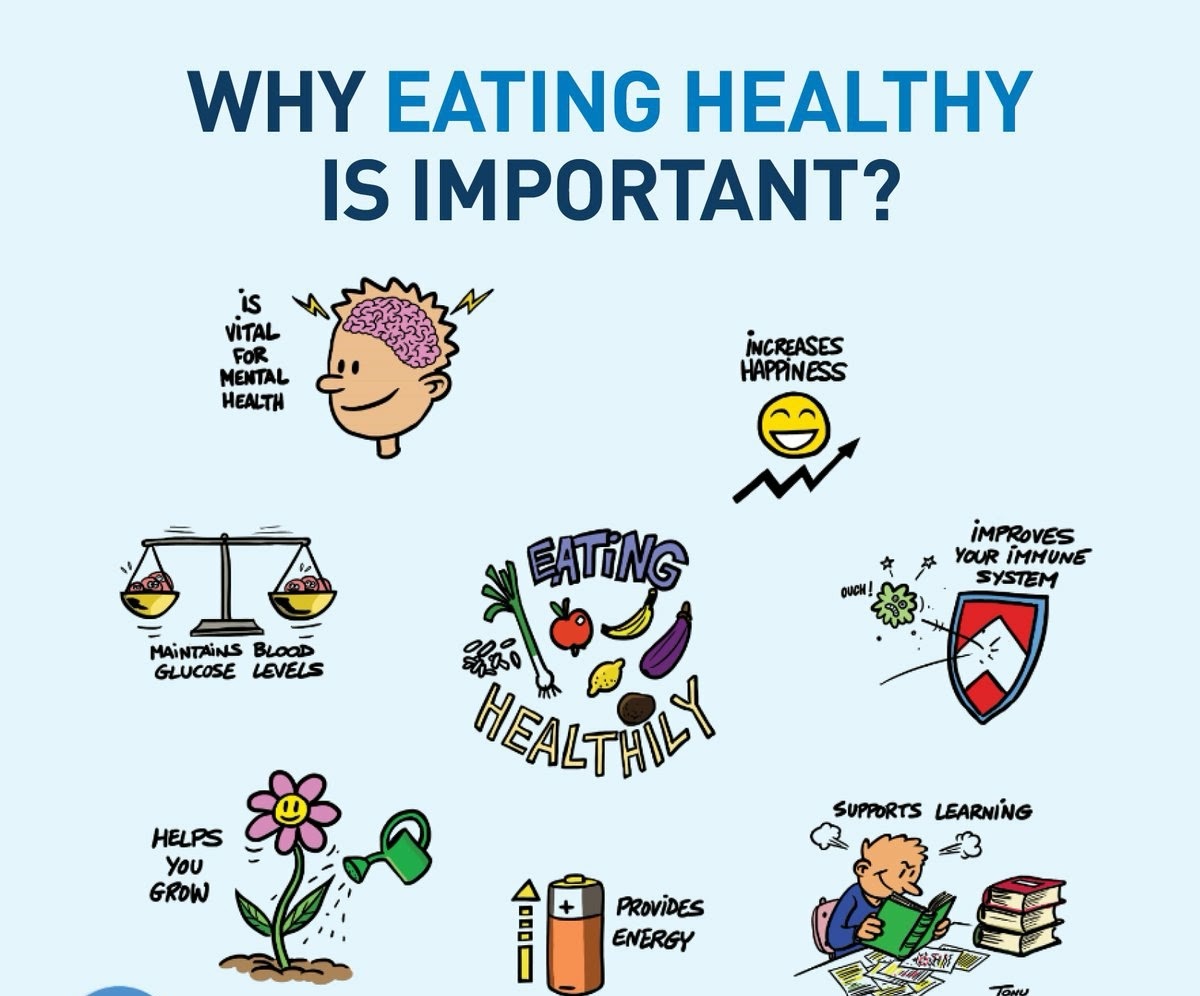 WHY EATING HEALTHY
IS IMPORTANT?
iS
ViTAL
FOR
MENTAL
HEALTH
iNCREASES
HAPPiNESS
MAiNTAiNS BLOOD
GLUCOSE LEVELS
EATiNG
HEALTHiLY
iMPROVES
YOUR iMMUNE
SYSTEM
OUCH!
HELPS
YOU
GROW
+
PROViDES
ENERGY
SUPPORTS LEARNiNG